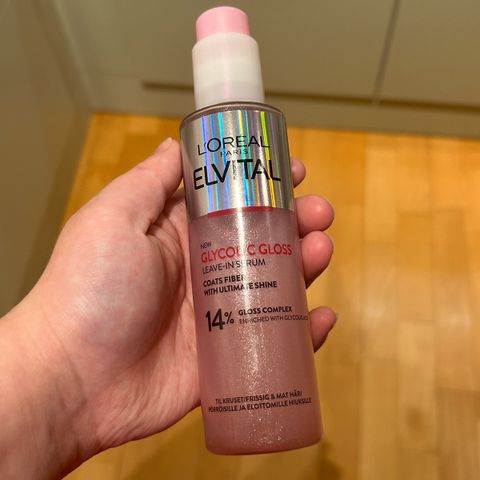 L'ORÉAL
PARIS
ELVITAL
NEW
GLYCOLIC GLOSS
LEAVE-IN SERUM
COATS FIBER
WITH ULTIMATE SHINE
14% GLOSS COMPLEX
ENRICHED WITH GLYCOLIC ACID
TIL KRUSET/FRISSIG & MAT HÅR/
PÖRRÖISILLE JA ELOTTOMILLE HIUKSILLE